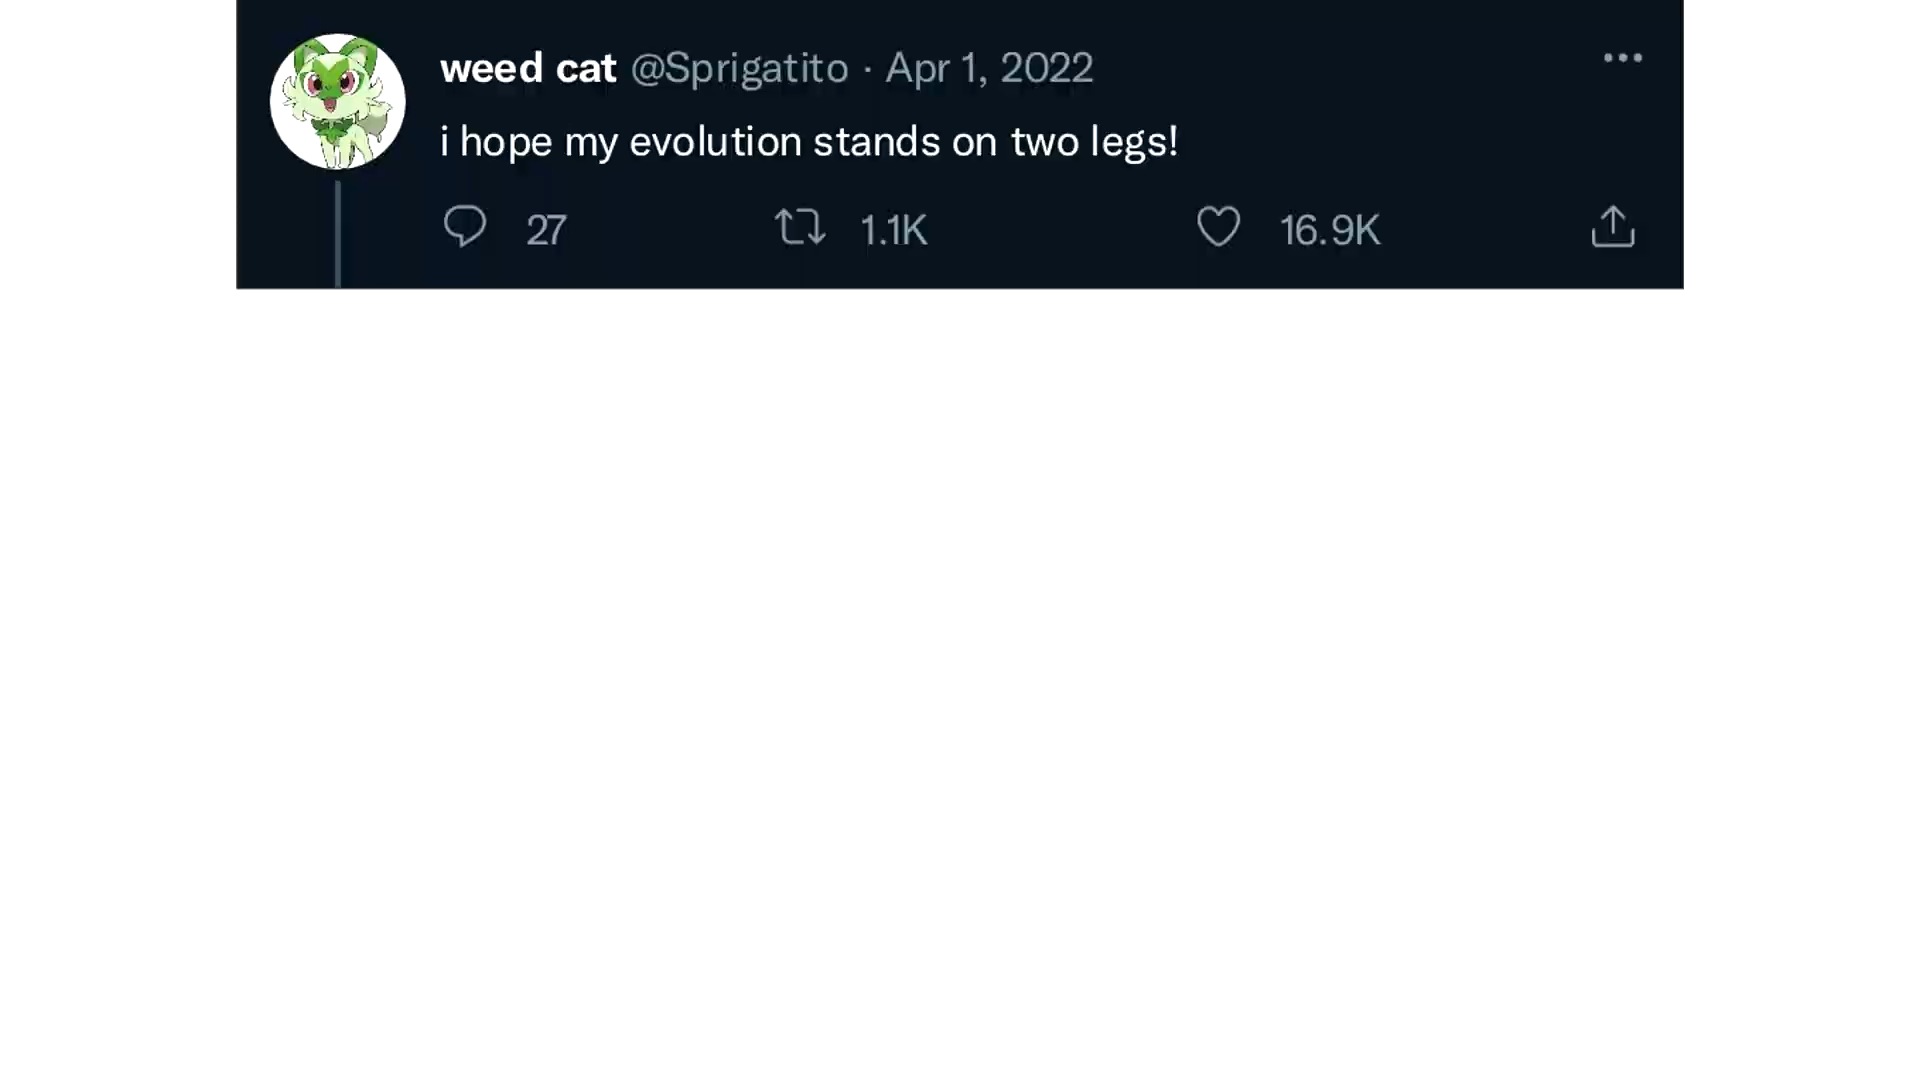 weed cat @Sprigatito · Apr 1, 2022
i hope my evolution stands on two legs!
27 1.1K 16.9K